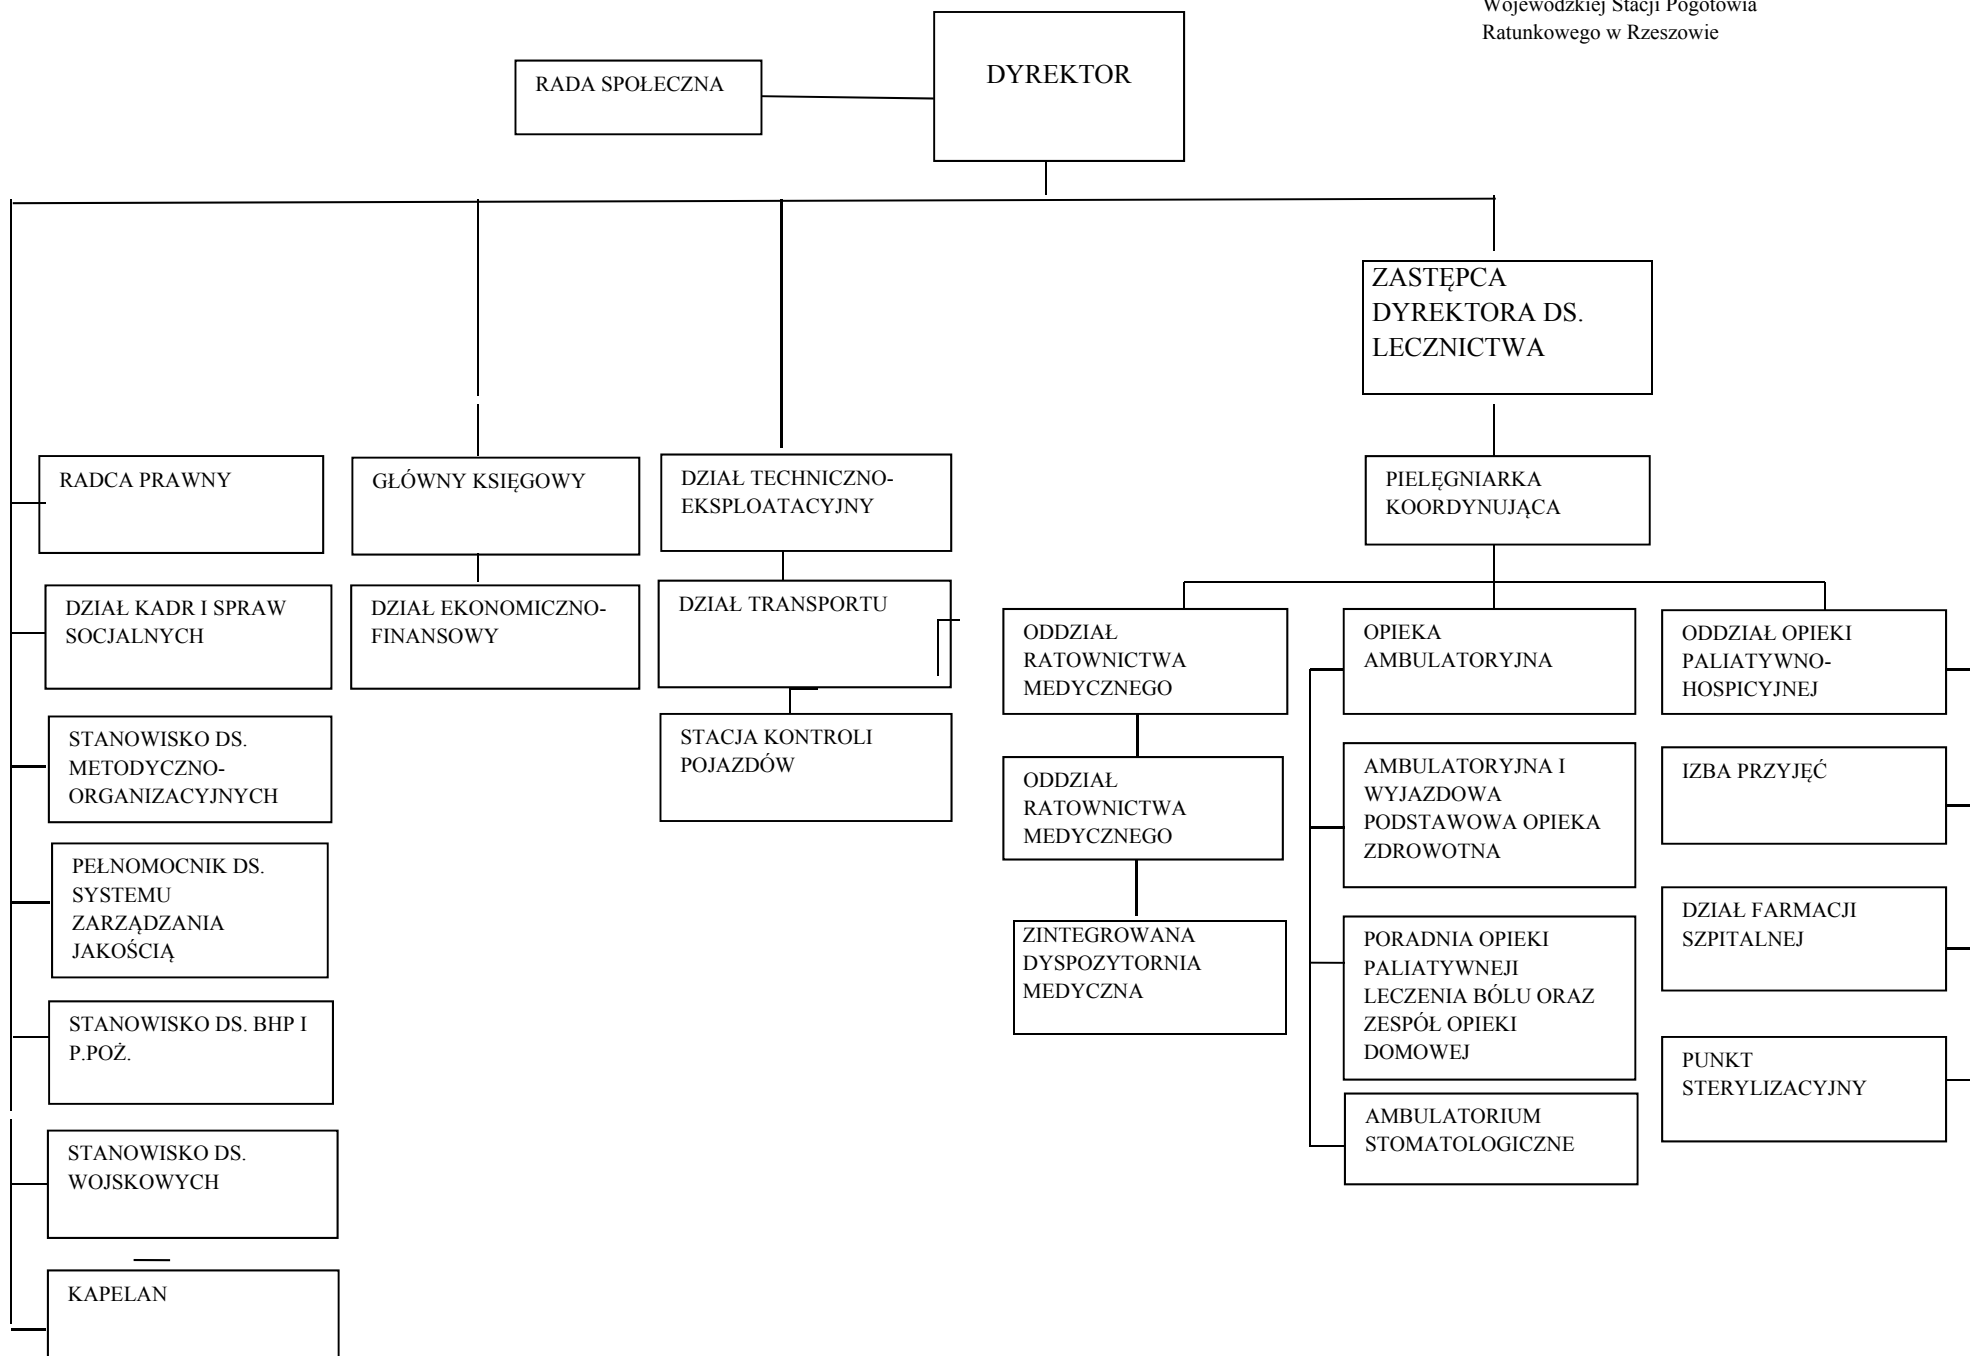 Wojewódzkiej Stacji Pogotowia
Ratunkowego w Rzeszowie
DYREKTOR
RADA SPOŁECZNA
ZASTĘPCA
DYREKTORA DS.
LECZNICTWA
RADCA PRAWNY
GŁÓWNY KSIĘGOWY
DZIAŁ TECHNICZNO-
EKSPLOATACYJNY
PIELĘGNIARKA
KOORDYNUJĄCA
DZIAŁ KADR I SPRAW
SOCJALNYCH
DZIAŁ EKONOMICZNO-
FINANSOWY
DZIAŁ TRANSPORTU
ODDZIAŁ
RATOWNICTWA
MEDYCZNEGO
OPIEKA
AMBULATORYJNA
ODDZIAŁ OPIEKI
PALIATYWNO-
HOSPICYJNEJ
STANOWISKO DS.
METODYCZNO-
ORGANIZACYJNYCH
STACJA KONTROLI
POJAZDÓW
ODDZIAŁ
RATOWNICTWA
MEDYCZNEGO
AMBULATORYJNA I
WYJAZDOWA
PODSTAWOWA OPIEKA
ZDROWOTNA
IZBA PRZYJĘĆ
PEŁNOMOCNIK DS.
SYSTEMU
ZARZĄDZANIA
JAKOŚCIĄ
ZINTEGROWANA
DYSPOZYTORNIA
MEDYCZNA
PORADNIA OPIEKI
PALIATYWNEJI
LECZENIA BÓLU ORAZ
ZESPÓŁ OPIEKI
DOMOWEJ
DZIAŁ FARMACJI
SZPITALNEJ
STANOWISKO DS. BHP I
P.POŻ.
PUNKT
STERYLIZACYJNY
AMBULATORIUM
STOMATOLOGICZNE
STANOWISKO DS.
WOJSKOWYCH
KAPELAN